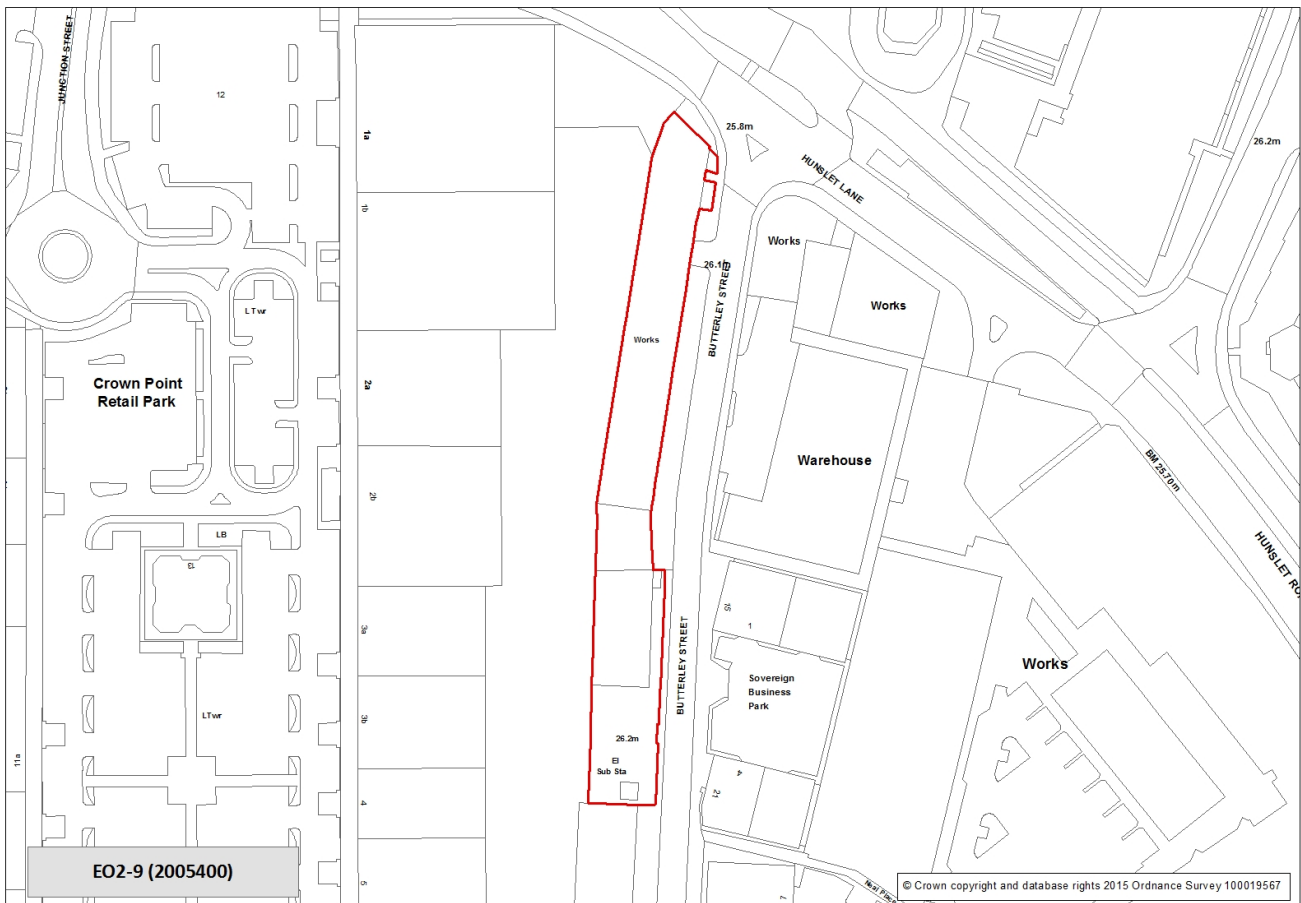 JUNCTION STREET
12
1a
25.8m
26.2m
HUNSLET LANE
1b
Works
26.1m
BUTTERLEY STREET
Works
L Twr
Works
Crown Point
Retail Park
2a
Warehouse
BM 25.70m
2b
LB
HUNSLET RO
13
15
1
3a
Works
BUTTERLEY STREET
Sovereign
Business
Park
LTwr
3b
26.2m
El
Sub Sta
11a
4
4
21
5
7
EO2-9 (2005400)
© Crown copyright and database rights 2015 Ordnance Survey 100019567